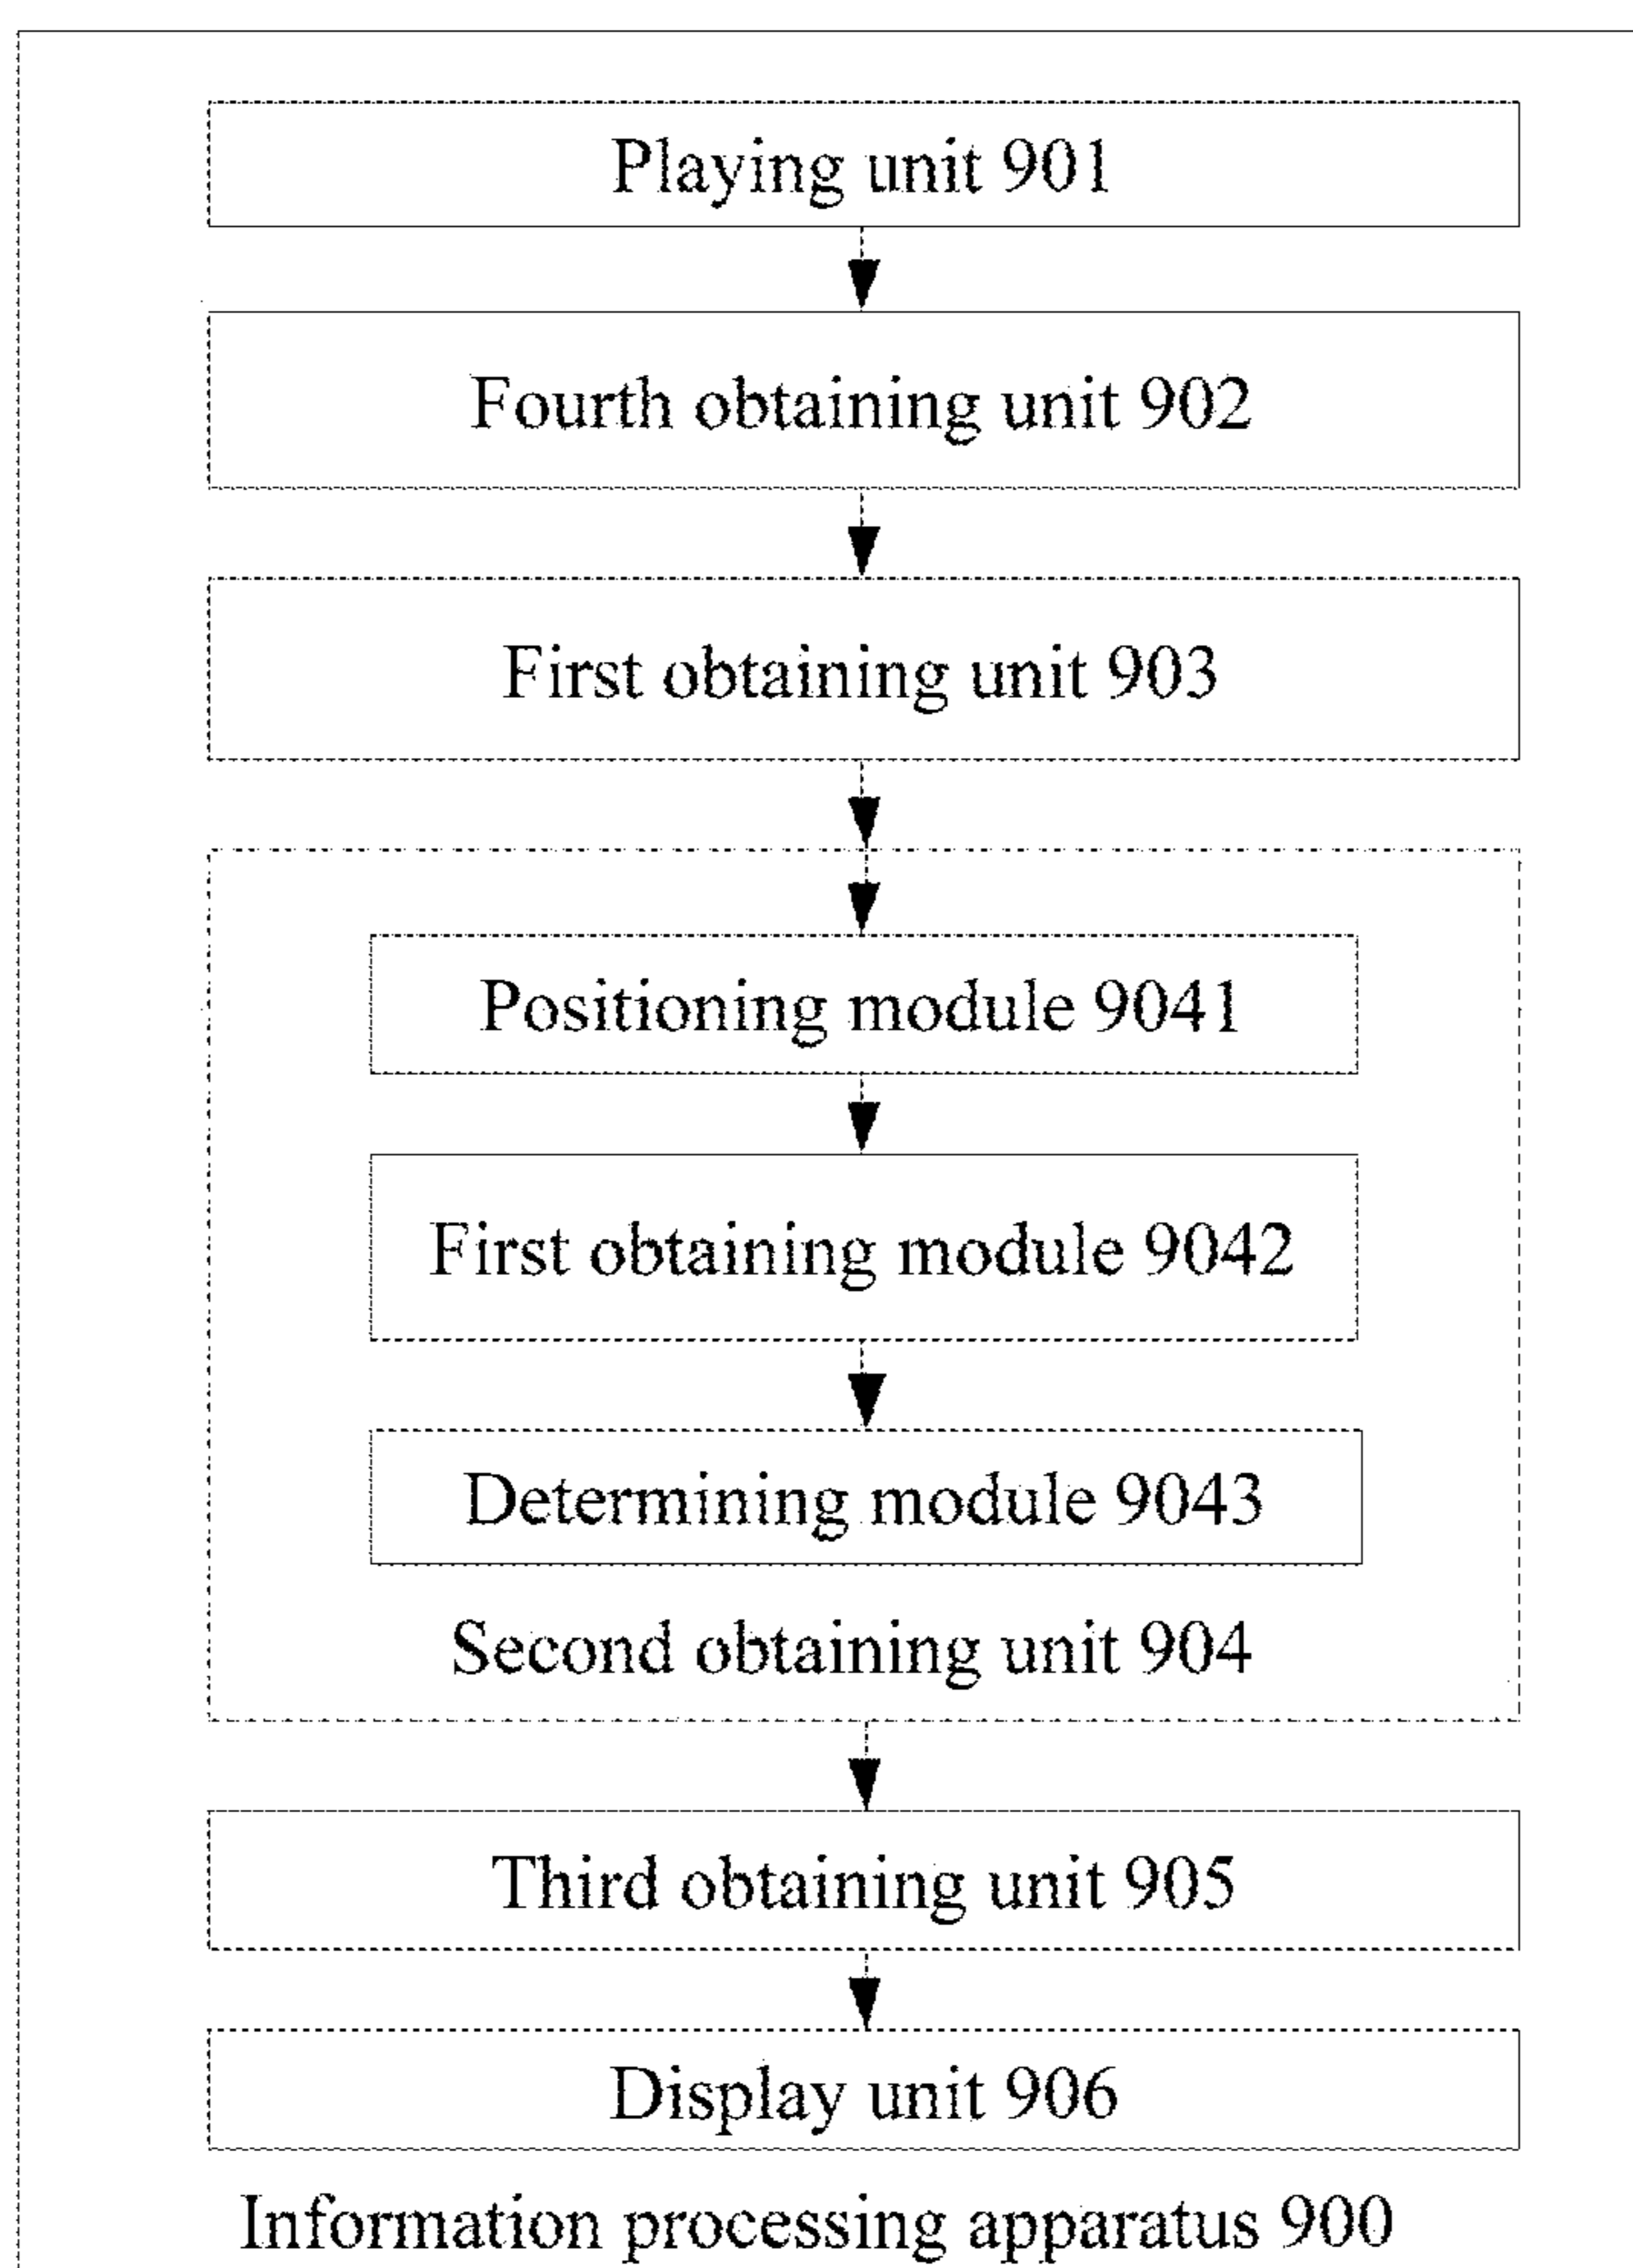 Playing unit 901
Fourth obtaining unit 902
First obtaining unit 903
Positioning module 9041
First obtaining module 9042
Determining module 9043
Second obtaining unit 904
Third obtaining unit 905
Display unit 906
Information processing apparatus 900